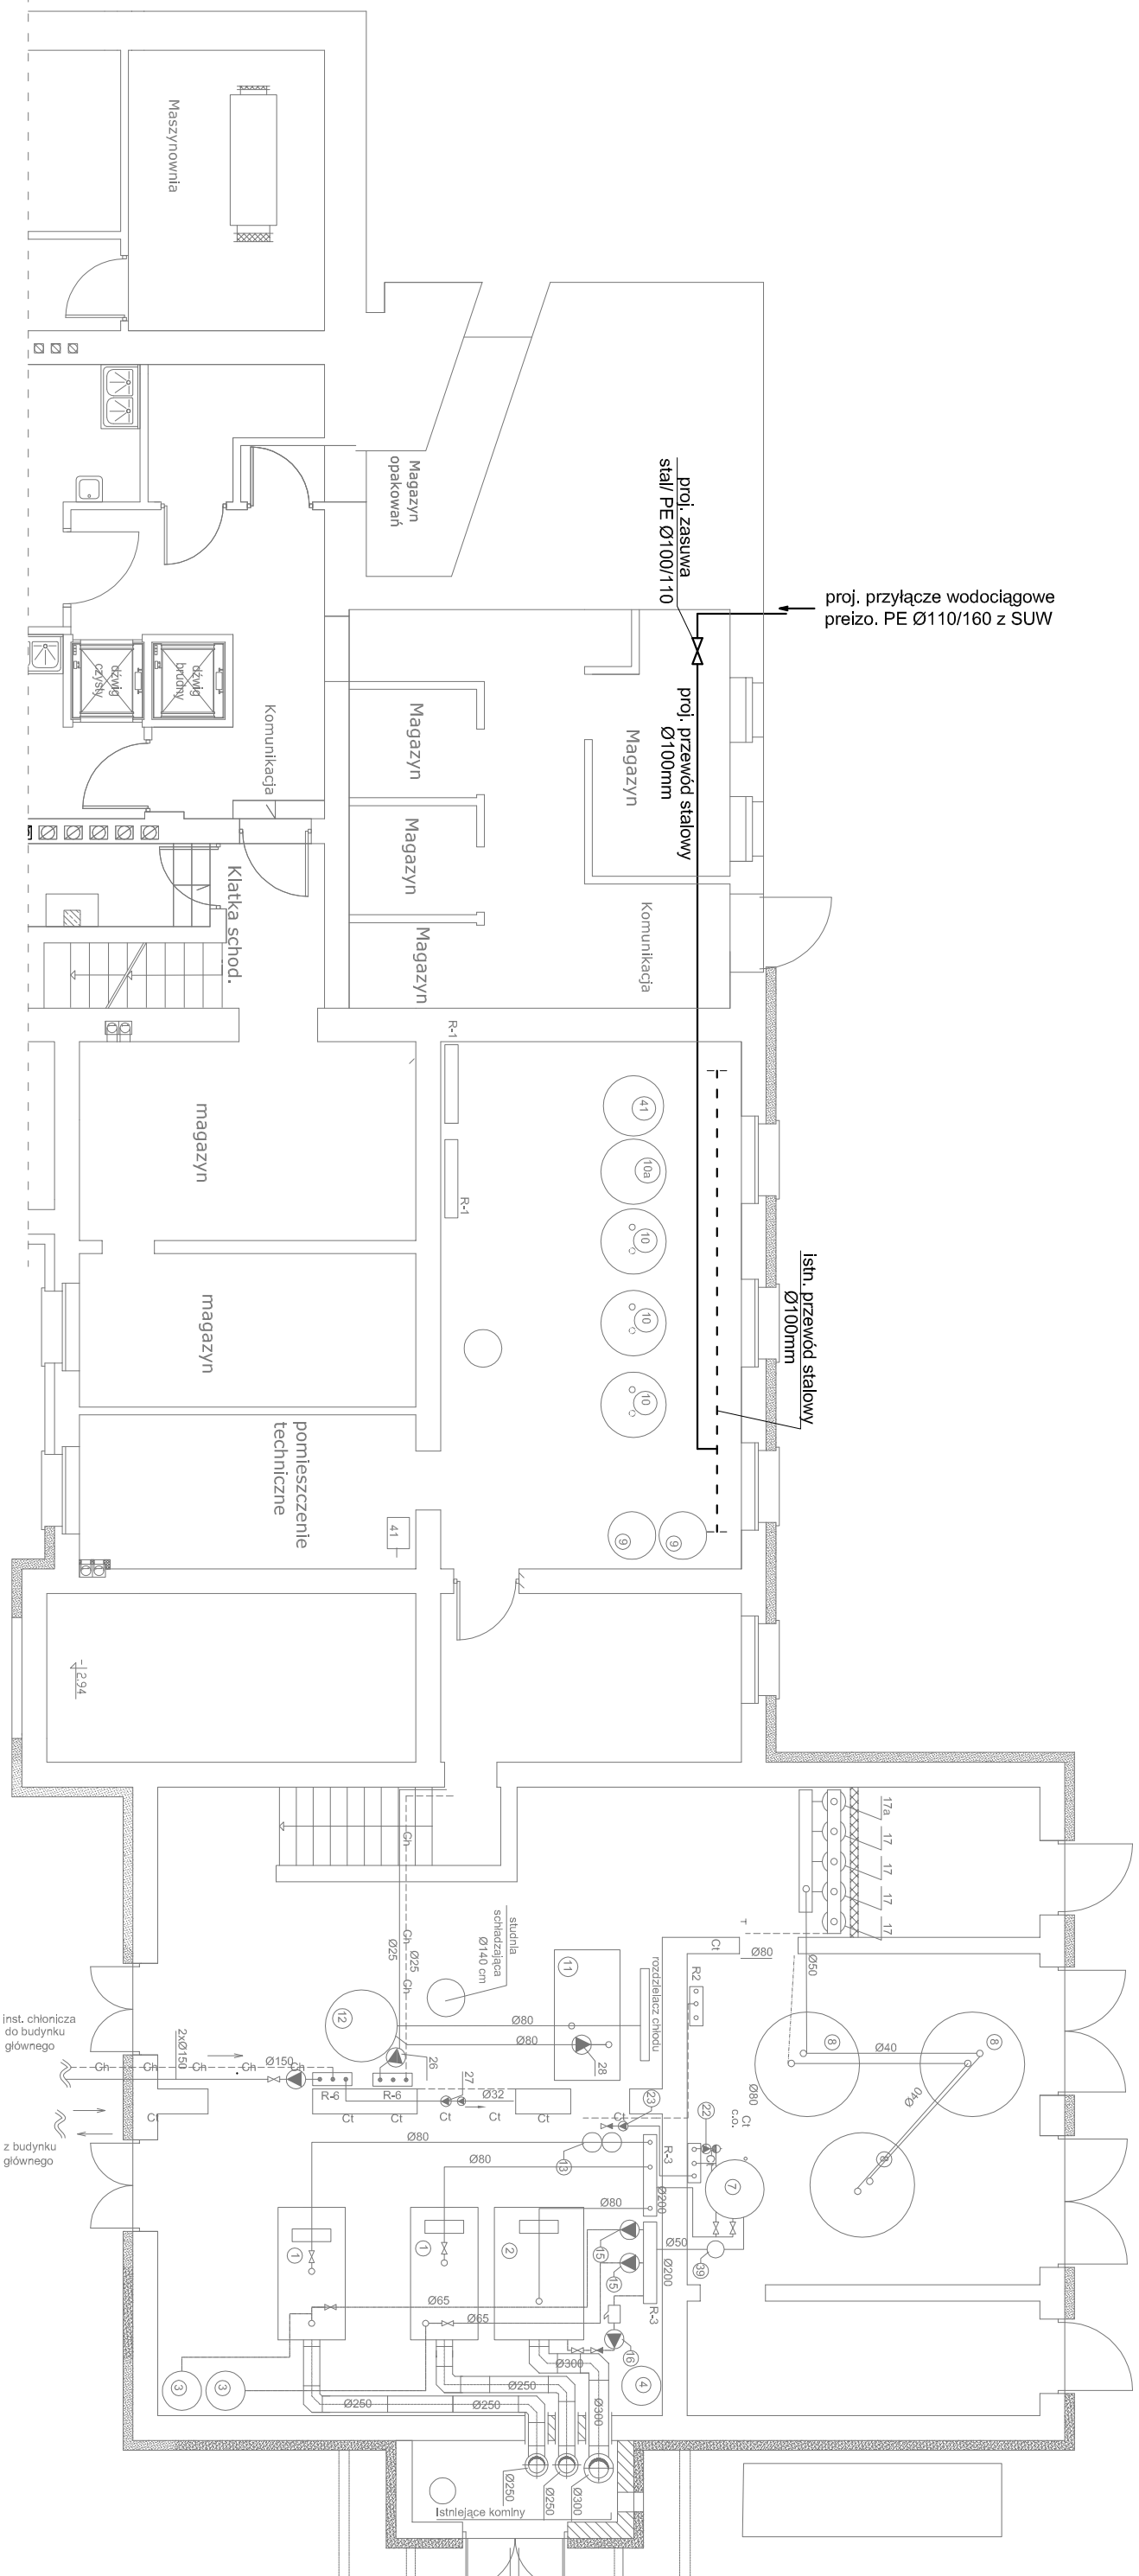 Maszynownia
Magazyn
opakowań
proj. zasuwa
stal/ PE Ø100/110
proj. przyłącze wodociągowe
preizo. PE Ø110/160 z SUW
dźwig
czysty
dźwig
brudny
Komunikacja
Magazyn
Magazyn
proj. przewód stalowy
Ø100mm
Magazyn
Magazyn
Komunikacja
Klatka schod.
R-1
R-1
magazyn
41
10a
10
10
10
istn. przewód stalowy
Ø100mm
magazyn
pomieszczenie
techniczne
41
9
9
- 2.94
17a
17
17
17
17
T
Ø80
Ø50
Ct
R2
Ch
Ch
Ch
Ø25
Ø25
studnia
schładzająca
Ø140 cm
11
rozdzielacz chłodu
12
Ø80
Ø80
28
26
8
8
8
Ø40
Ø40
Ø80
Ct
c.o.
inst. chłonicza
do budynku
głównego
2xØ150
Ch
Ch
Ch
Ch
Ch
Ø150
R-6
R-6
27
Ø32
Ct
Ct
Ct
Ct
Ct
Ct
23
22
Ct
z budynku
głównego
Ø80
Ø80
Ø80
13
R-3
7
Ø200
Ø50
Ø200
39
1
1
2
15
15
R-3
Ø65
Ø65
16
3
3
4
Ø300
Ø250
Ø250
Ø250
Ø300
Ø250
Ø250
Ø300
Istniejące kominy